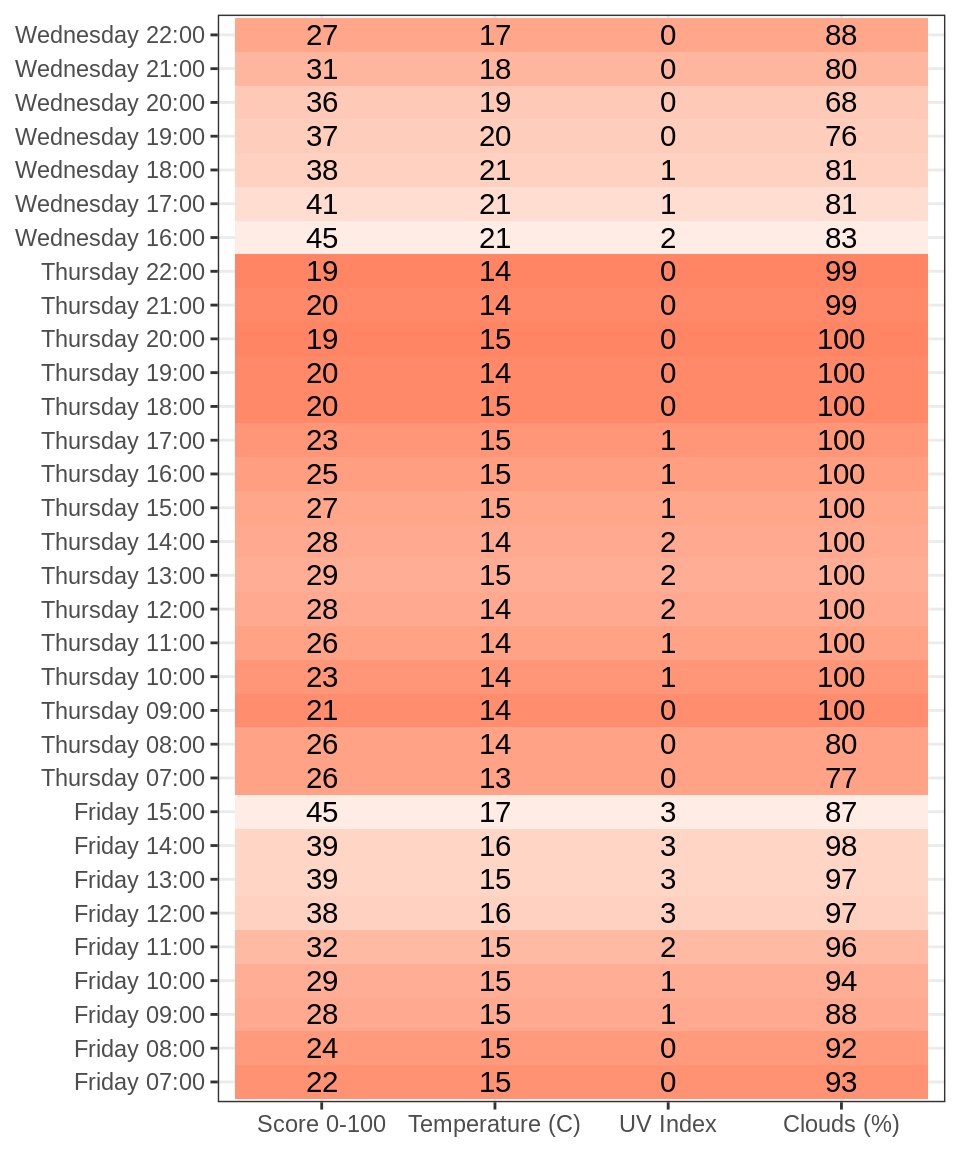 Wednesday 22:00 27 17 0 88
Wednesday 21:00 31 18 0 80
Wednesday 20:00 36 19 0 68
Wednesday 19:00 37 20 0 76
Wednesday 18:00 38 21 1 81
Wednesday 17:00 41 21 1 81
Wednesday 16:00 45 21 2 83
Thursday 22:00 19 14 0 99
Thursday 21:00 20 14 0 99
Thursday 20:00 19 15 0 100
Thursday 19:00 20 14 0 100
Thursday 18:00 20 15 0 100
Thursday 17:00 23 15 1 100
Thursday 16:00 25 15 1 100
Thursday 15:00 27 15 1 100
Thursday 14:00 28 14 2 100
Thursday 13:00 29 15 2 100
Thursday 12:00 28 14 2 100
Thursday 11:00 26 14 1 100
Thursday 10:00 23 14 1 100
Thursday 09:00 21 14 0 100
Thursday 08:00 26 14 0 80
Thursday 07:00 26 13 0 77
Friday 15:00 45 17 3 87
Friday 14:00 39 16 3 98
Friday 13:00 39 15 3 97
Friday 12:00 38 16 3 97
Friday 11:00 32 15 2 96
Friday 10:00 29 15 1 94
Friday 09:00 28 15 1 88
Friday 08:00 24 15 0 92
Friday 07:00 22 15 0 93
Score 0-100 Temperature (C) UV Index Clouds (%)